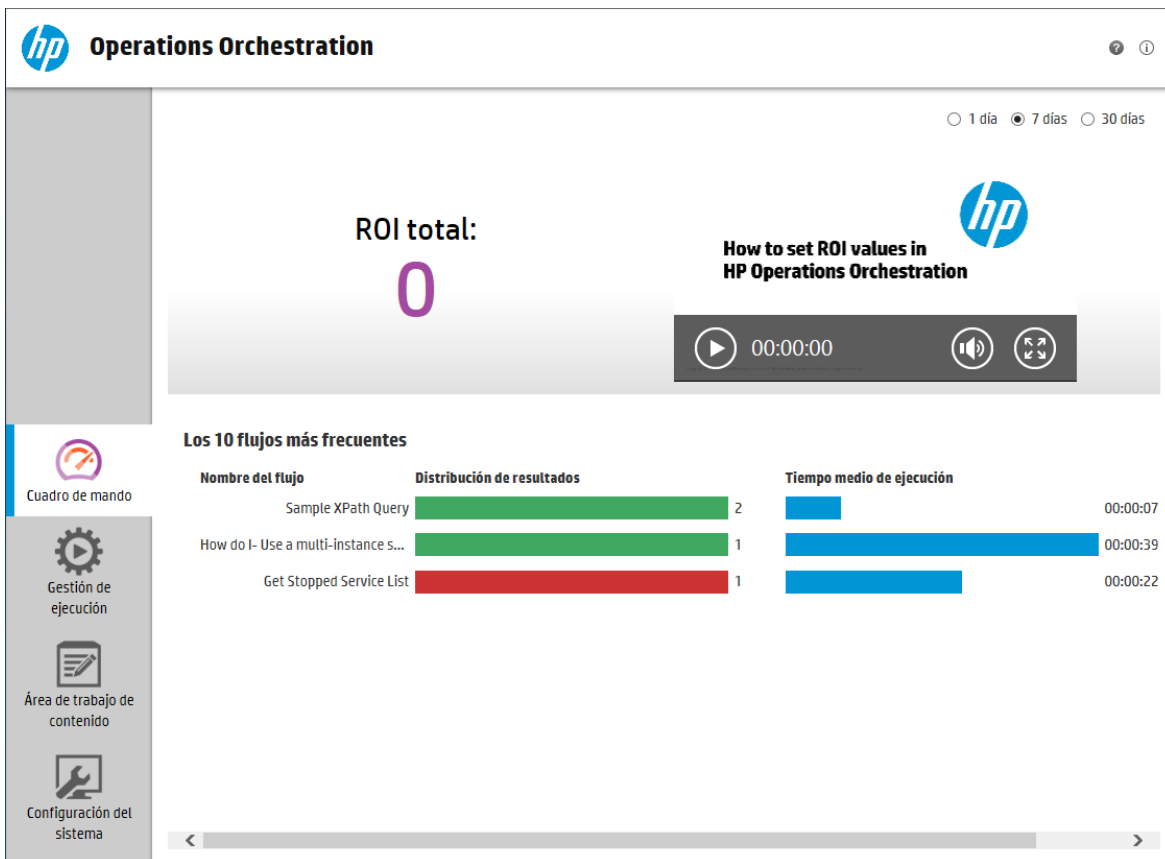 hp Operations Orchestration
1 día 7 días 30 días
ROI total:
0
hp
How to set ROI values in
HP Operations Orchestration
00:00:00
Los 10 flujos más frecuentes
Nombre del flujo Distribución de resultados Tiempo medio de ejecución
Sample XPath Query 2 00:00:07
How do I- Use a multi-instance s... 1 00:00:39
Get Stopped Service List 1 00:00:22
Cuadro de mando
Gestión de
ejecución
Área de trabajo de
contenido
Configuración del
sistema